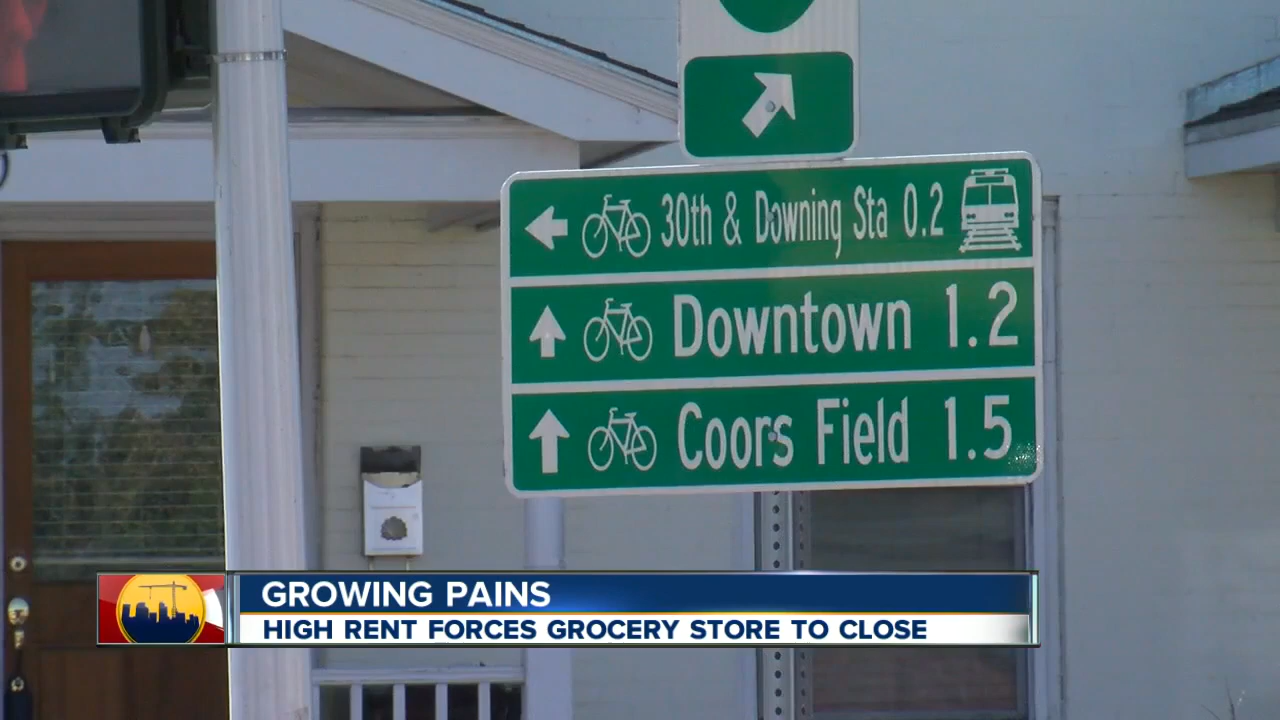 30th & Downing Sta 0.2
Downtown 1.2
Coors Field 1.5
GROWING PAINS
HIGH RENT FORCES GROCERY STORE TO CLOSE